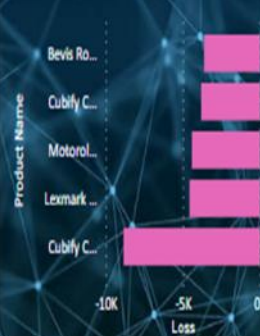 Bevis Ro...
Cubify C...
Motorol...
Lexmark ...
Cubify C...
Product Name
-10K -5K 0
Loss